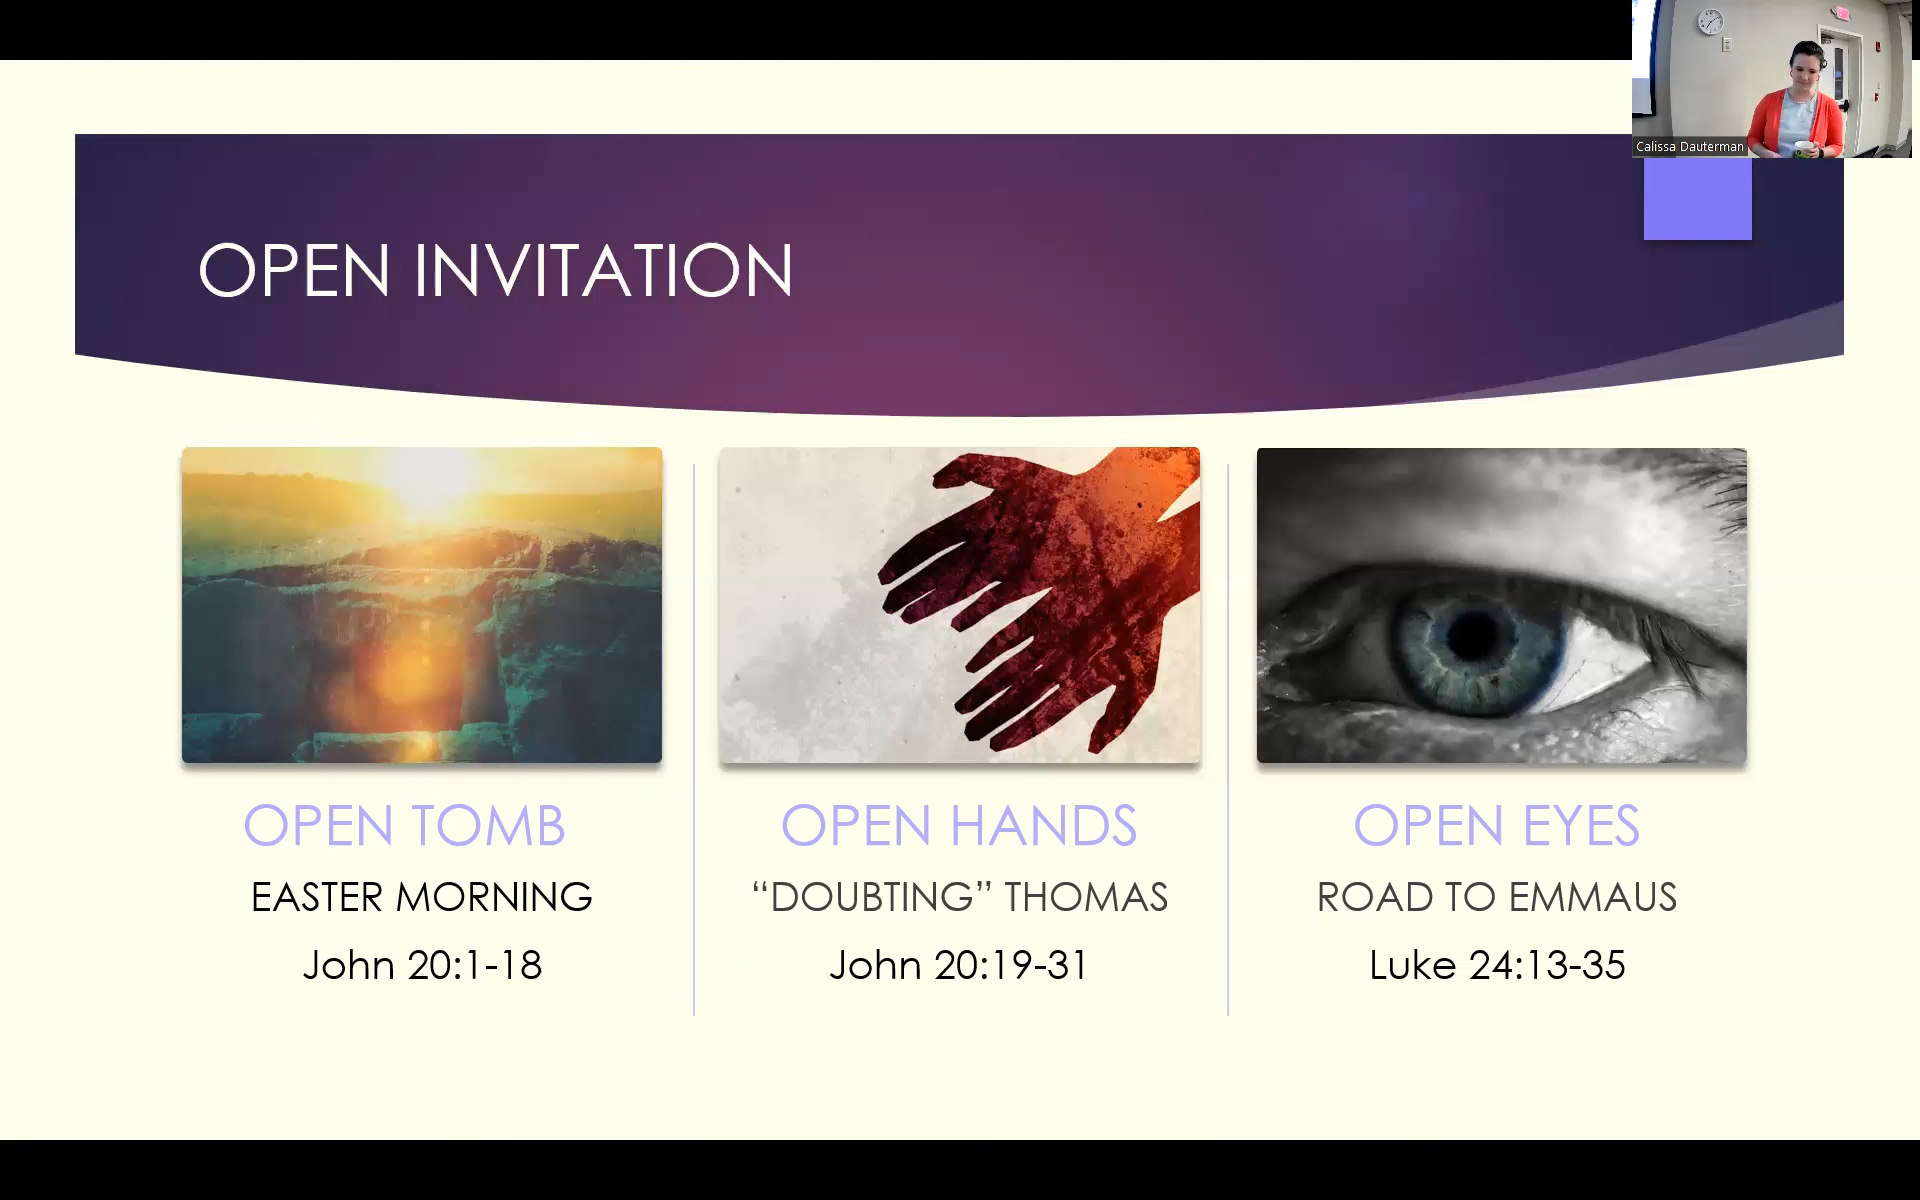 Calissa Dauterman
OPEN INVITATION
OPEN TOMB
EASTER MORNING
John 20:1-18
OPEN HANDS
“DOUBTING” THOMAS
John 20:19-31
OPEN EYES
ROAD TO EMMAUS
Luke 24:13-35